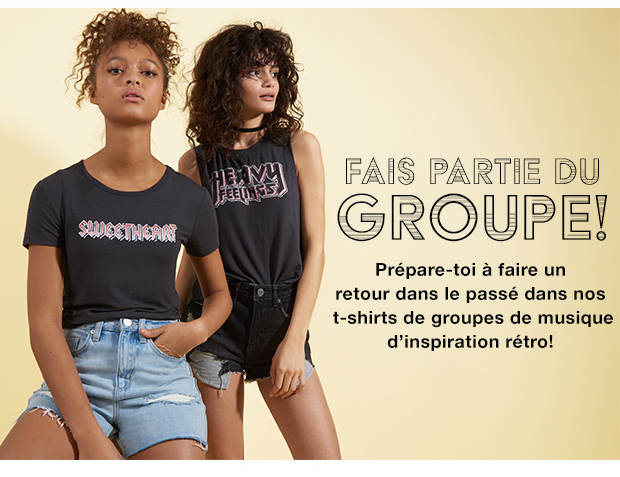 SWEETHEART
HEAVY
FEELINGS
FAIS PARTIE DU
GROUPE!
Prépare-toi à faire un
retour dans le passé dans nos
t-shirts de groupes de musique
d’inspiration rétro!